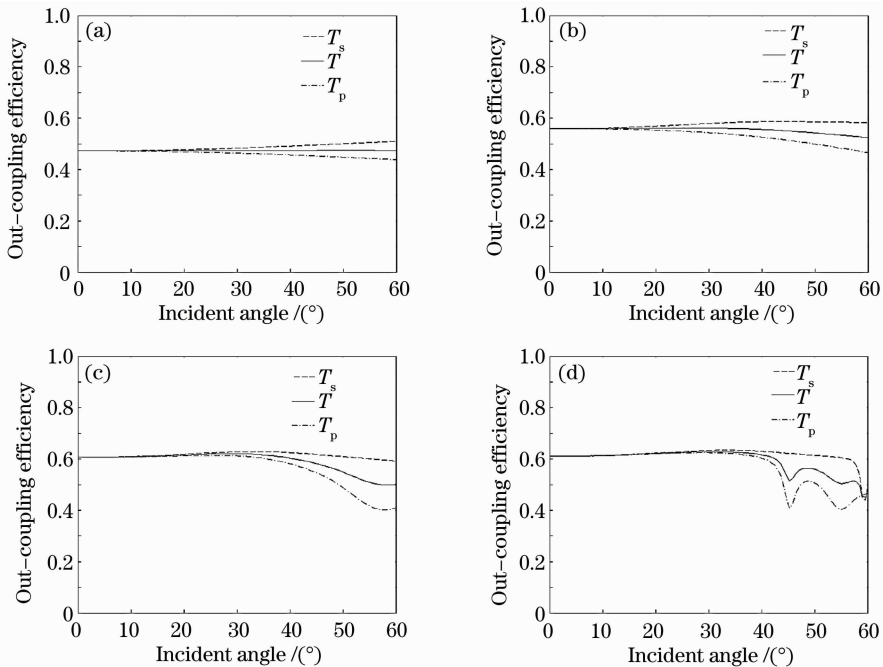 (a)
T_s
T
T_p
Out-coupling efficiency
1.0
0.8
0.6
0.4
0.2
0
0 10 20 30 40 50 60
Incident angle /(°)
(b)
T_s
T
T_p
Out-coupling efficiency
1.0
0.8
0.6
0.4
0.2
0
0 10 20 30 40 50 60
Incident angle /(°)
(c)
T_s
T
T_p
Out-coupling efficiency
1.0
0.8
0.6
0.4
0.2
0
0 10 20 30 40 50 60
Incident angle /(°)
(d)
T_s
T
T_p
Out-coupling efficiency
1.0
0.8
0.6
0.4
0.2
0
0 10 20 30 40 50 60
Incident angle /(°)